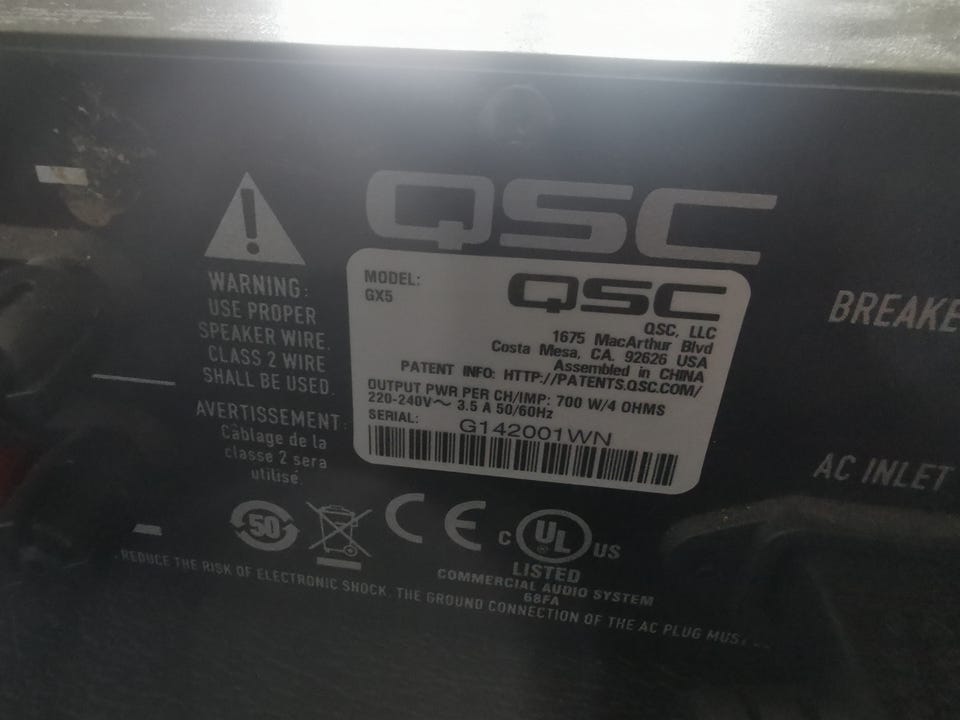 QSC
WARNING:
USE PROPER
SPEAKER WIRE.
CLASS 2 WIRE
SHALL BE USED.
AVERTISSEMENT:
Câblage de la
classe 2 sera
utilisé.
MODEL:
GX5
QSC
QSC, LLC
1675 MacArthur Blvd
Costa Mesa, CA. 92626 USA
Assembled in CHINA
PATENT INFO: HTTP://PATENTS.QSC.COM/
OUTPUT PWR PER CH/IMP: 700 W/4 OHMS
220-240V~ 3.5 A 50/60Hz
SERIAL:
G142001WN
BREAKE
AC INLET
50
CE
C UL US
LISTED
COMMERCIAL AUDIO SYSTEM
68FA
REDUCE THE RISK OF ELECTRONIC SHOCK, THE GROUND CONNECTION OF THE AC PLUG MUS